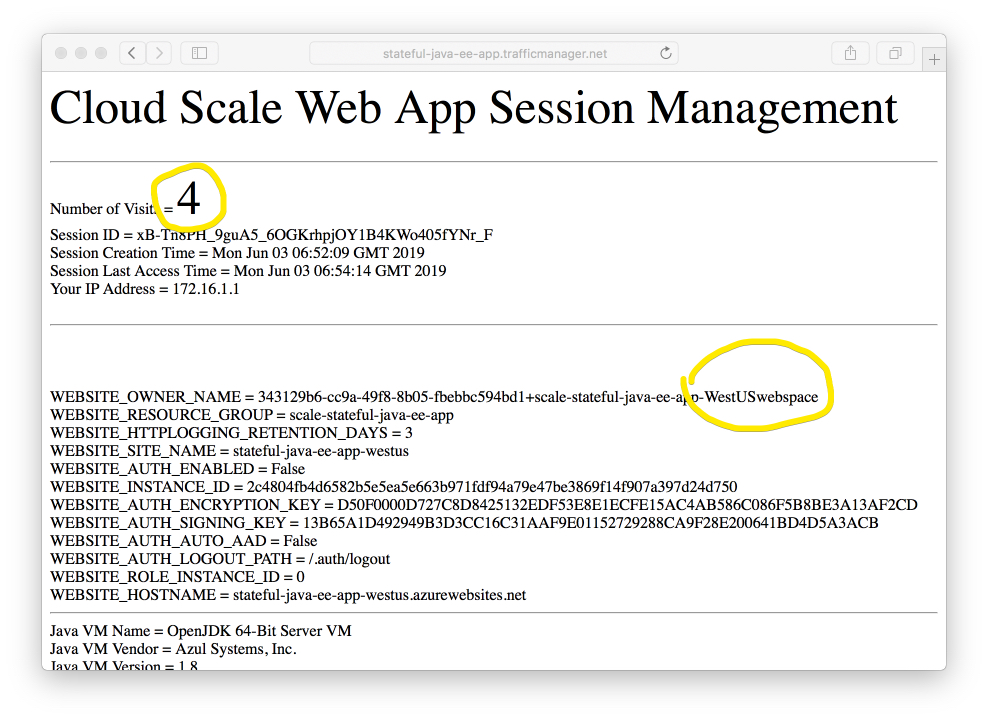 stateful-java-ee-app.trafficmanager.net
Cloud Scale Web App Session Management
Number of Visits = 4
Session ID = xB-Tn8PH_9guA5_6OGKrhpjOY1B4KWo405fYNr_F
Session Creation Time = Mon Jun 03 06:52:09 GMT 2019
Session Last Access Time = Mon Jun 03 06:54:14 GMT 2019
Your IP Address = 172.16.1.1
WEBSITE_OWNER_NAME = 343129b6-cc9a-49f8-8b05-fbebbc594bd1+scale-stateful-java-ee-app-WestUSwebspace
WEBSITE_RESOURCE_GROUP = scale-stateful-java-ee-app
WEBSITE_HTTPLOGGING_RETENTION_DAYS = 3
WEBSITE_SITE_NAME = stateful-java-ee-app-westus
WEBSITE_AUTH_ENABLED = False
WEBSITE_INSTANCE_ID = 2c4804fb4d6582b5e5ea5e663b971fdf94a79e47be3869f14f907a397d24d750
WEBSITE_AUTH_ENCRYPTION_KEY = D50F0000D727C8D8425132EDF53E8E1ECFE15AC4AB586C086F5B8BE3A13AF2CD
WEBSITE_AUTH_SIGNING_KEY = 13B65A1D492949B3D3CC16C31AAF9E01152729288CA9F28E200641BD4D5A3ACB
WEBSITE_AUTH_AUTO_AAD = False
WEBSITE_AUTH_LOGOUT_PATH = /.auth/logout
WEBSITE_ROLE_INSTANCE_ID = 0
WEBSITE_HOSTNAME = stateful-java-ee-app-westus.azurewebsites.net
Java VM Name = OpenJDK 64-Bit Server VM
Java VM Vendor = Azul Systems, Inc.
Java VM Version = 1.8